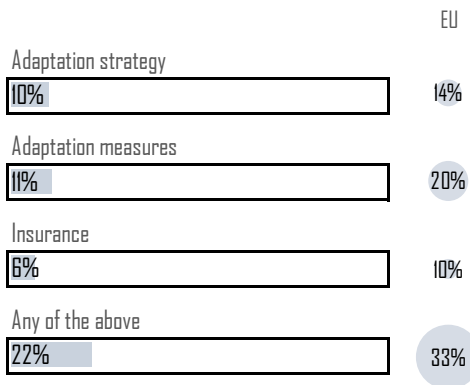 EU
Adaptation strategy
10% 14%
Adaptation measures
11% 20%
Insurance
6% 10%
Any of the above
22% 33%